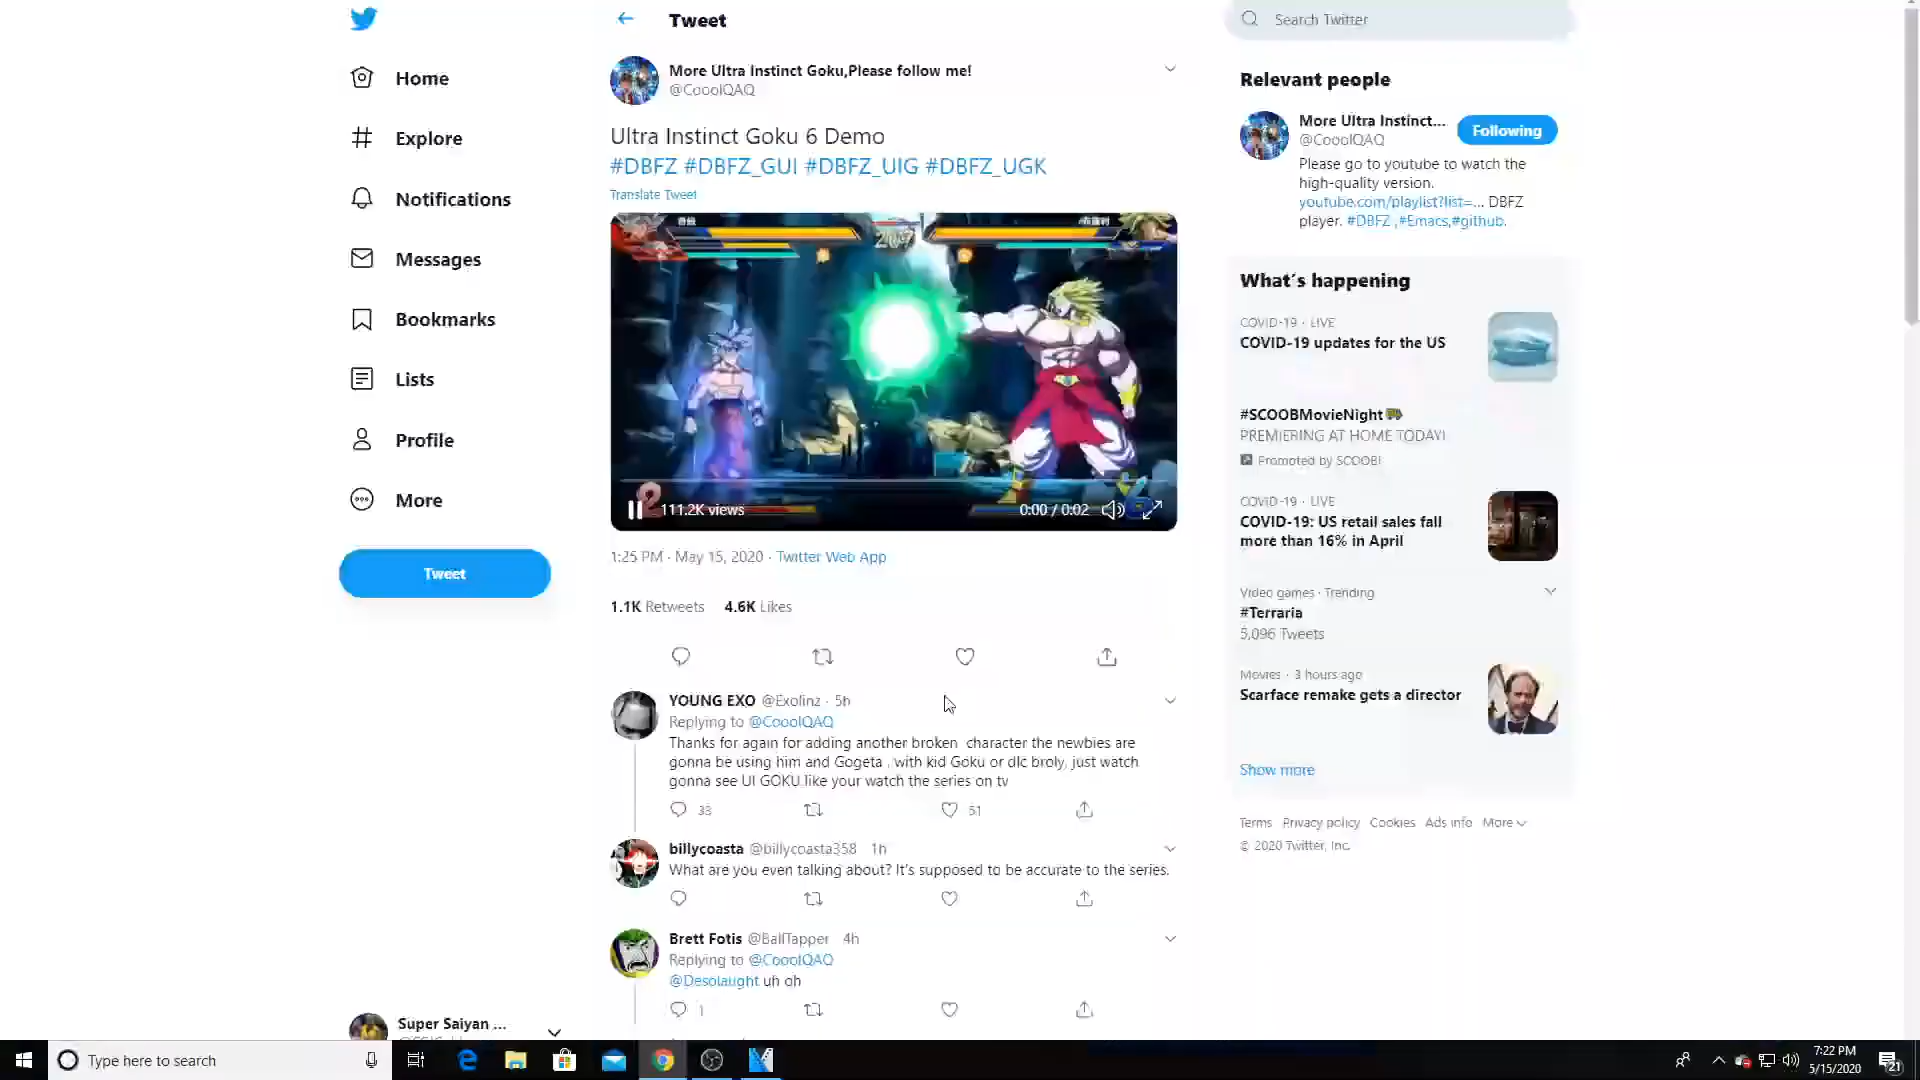 Tweet
Search Twitter
Home
Explore
Notifications
Messages
Bookmarks
Lists
Profile
More
Tweet
Super Saiyan ...
More Ultra Instinct Goku,Please follow me!
@CooolQAQ
Ultra Instinct Goku 6 Demo
#DBFZ #DBFZ_GUI #DBFZ_UIG #DBFZ_UGK
Translate Tweet
111.2K views
0:00 / 0:02
1:25 PM · May 15, 2020 · Twitter Web App
1.1K Retweets 4.6K Likes
YOUNG EXO @Exolinz · 5h
Replying to @CooolQAQ
Thanks for again for adding another broken character the newbies are
gonna be using him and Gogeta , with kid Goku or dlc broly, just watch
gonna see UI GOKU like your watch the series on tv
33 51
billycoasta @billycoasta358 · 1h
What are you even talking about? It's supposed to be accurate to the series.
Brett Fotis @BallTapper · 4h
Replying to @CooolQAQ
@Desolaught uh oh
1
Relevant people
More Ultra Instinct...
@CooolQAQ
Following
Please go to youtube to watch the
high-quality version.
youtube.com/playlist?list=... DBFZ
player. #DBFZ ,#Emacs,#github.
What's happening
COVID-19 · LIVE
COVID-19 updates for the US
#SCOOBMovieNight
PREMIERING AT HOME TODAY!
Promoted by SCOOB!
COVID-19 · LIVE
COVID-19: US retail sales fall
more than 16% in April
Video games · Trending
#Terraria
5,096 Tweets
Movies · 3 hours ago
Scarface remake gets a director
Show more
Terms Privacy policy Cookies Ads info More
© 2020 Twitter, Inc.
Type here to search
7:22 PM
5/15/2020
21